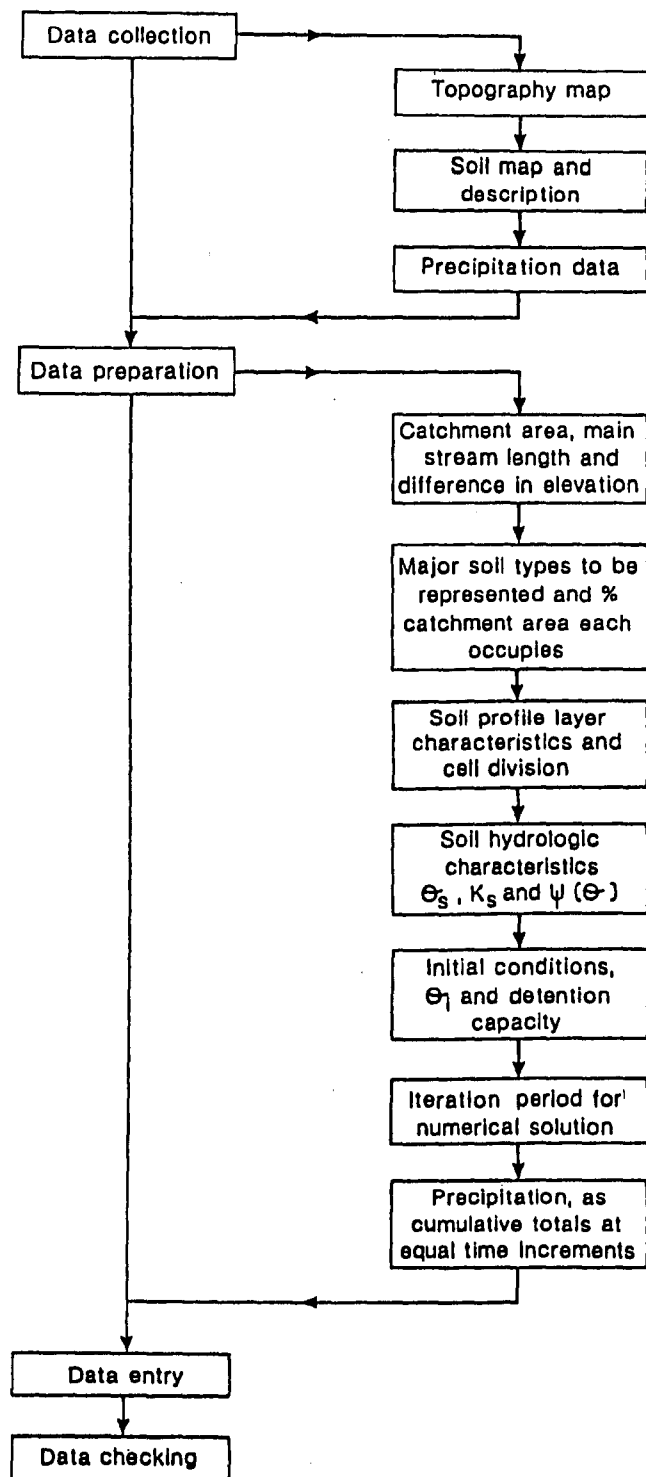 Data collection
Topography map
Soil map and
description
Precipitation data
Data preparation
Catchment area, main
stream length and
difference in elevation
Major soil types to be
represented and %
catchment area each
occupies
Soil profile layer
characteristics and
cell division
Soil hydrologic
characteristics
Θs, Ks and ψ (Θ)
Initial conditions,
Θi and detention
capacity
Iteration period for
numerical solution
Precipitation, as
cumulative totals at
equal time increments
Data entry
Data checking